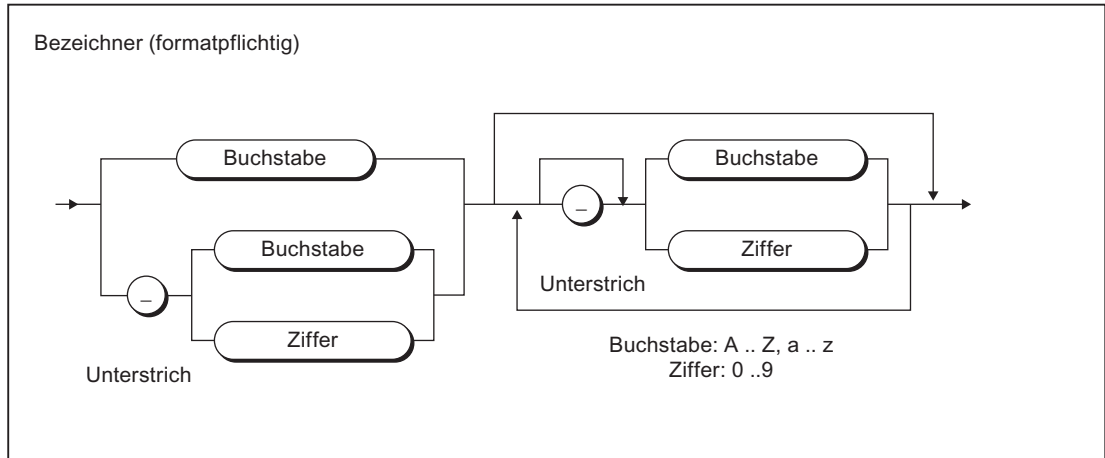 Bezeichner (formatpflichtig)
Buchstabe
Buchstabe
_
Buchstabe
_
Ziffer
Unterstrich
Ziffer
Unterstrich
Buchstabe: A .. Z, a .. z
Ziffer: 0 ..9